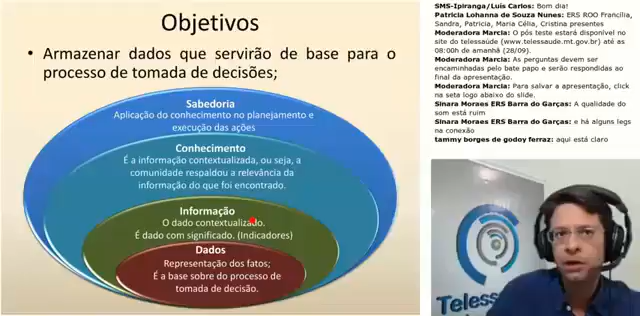 Objetivos
• Armazenar dados que servirão de base para o
processo de tomada de decisões;
Sabedoria
Aplicação do conhecimento no planejamento e
execução das ações
Conhecimento
É a informação contextualizada, ou seja, a
comunidade respaldou a relevância da
informação do que foi encontrado.
Informação
O dado contextualizado.
É dado com significado. (Indicadores)
Dados
Representação dos fatos;
É a base sobre do processo de
tomada de decisão.
SMS-Ipiranga/Luís Carlos: Bom dia!
Patricia Lohanna de Souza Nunes: ERS ROO Francilia,
Sandra, Patricia, Maria Célia, Cristina presentes
Moderadora Marcia: O pós teste estará disponível no
site do telessaúde (www.telessaude.mt.gov.br) até as
08:00h de amanhã (28/09).
Moderadora Marcia: As perguntas devem ser
encaminhadas pelo bate papo e serão respondidas ao
final da apresentação.
Moderadora Marcia: Para salvar a apresentação, click
na seta logo abaixo do slide.
Sinara Moraes ERS Barra do Garças: A qualidade do
som está ruim
Sinara Moraes ERS Barra do Garças: e há alguns legs
na conexão
tammy borges de godoy ferraz: aqui está claro
Teless